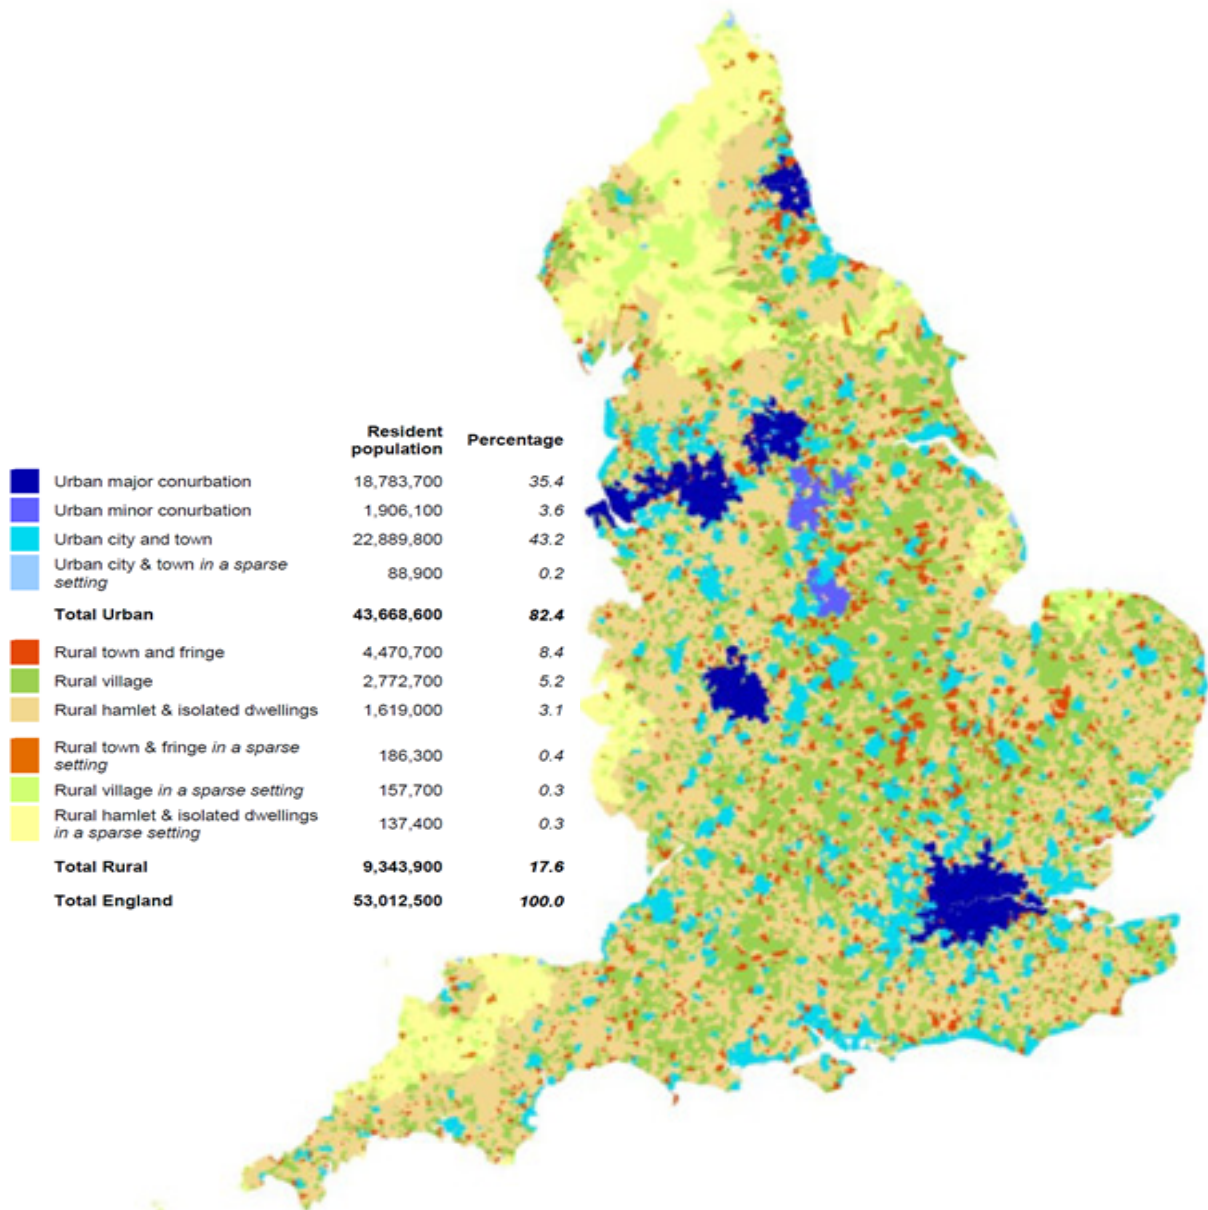 Resident population Percentage
Urban major conurbation 18,783,700 35.4
Urban minor conurbation 1,906,100 3.6
Urban city and town 22,889,800 43.2
Urban city & town in a sparse
setting 88,900 0.2
Total Urban 43,668,600 82.4
Rural town and fringe 4,470,700 8.4
Rural village 2,772,700 5.2
Rural hamlet & isolated dwellings 1,619,000 3.1
Rural town & fringe in a sparse
setting 186,300 0.4
Rural village in a sparse setting 157,700 0.3
Rural hamlet & isolated dwellings
in a sparse setting 137,400 0.3
Total Rural 9,343,900 17.6
Total England 53,012,500 100.0